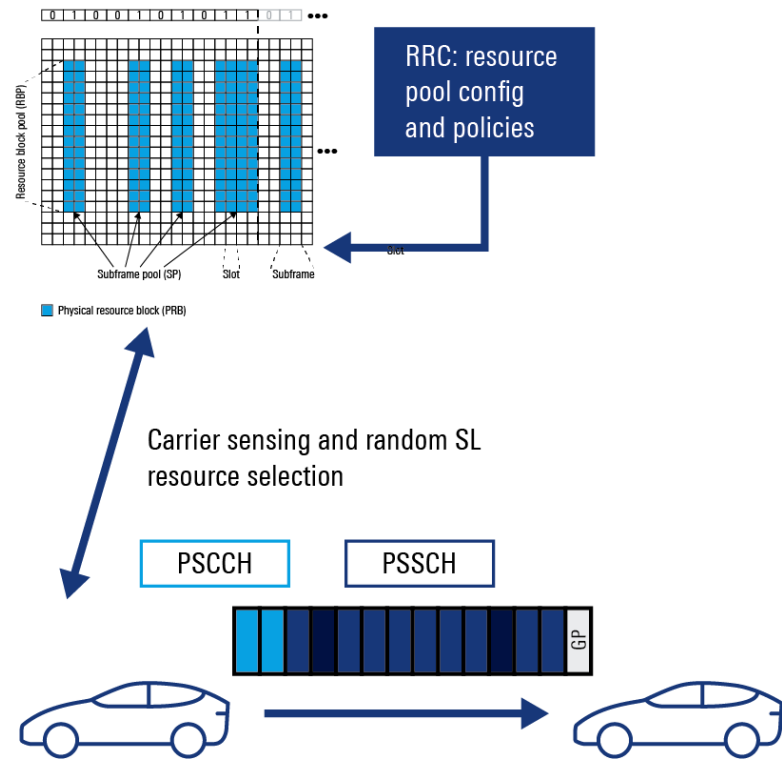 0 1 0 0 1 0 1 0 1 1 0 1 •••
RRC: resource
pool config
and policies
Resource block pool (RBP)
•••
Subframe pool (SP)
Slot
Subframe
Slot
Physical resource block (PRB)
Carrier sensing and random SL
resource selection
PSCCH
PSSCH
GP